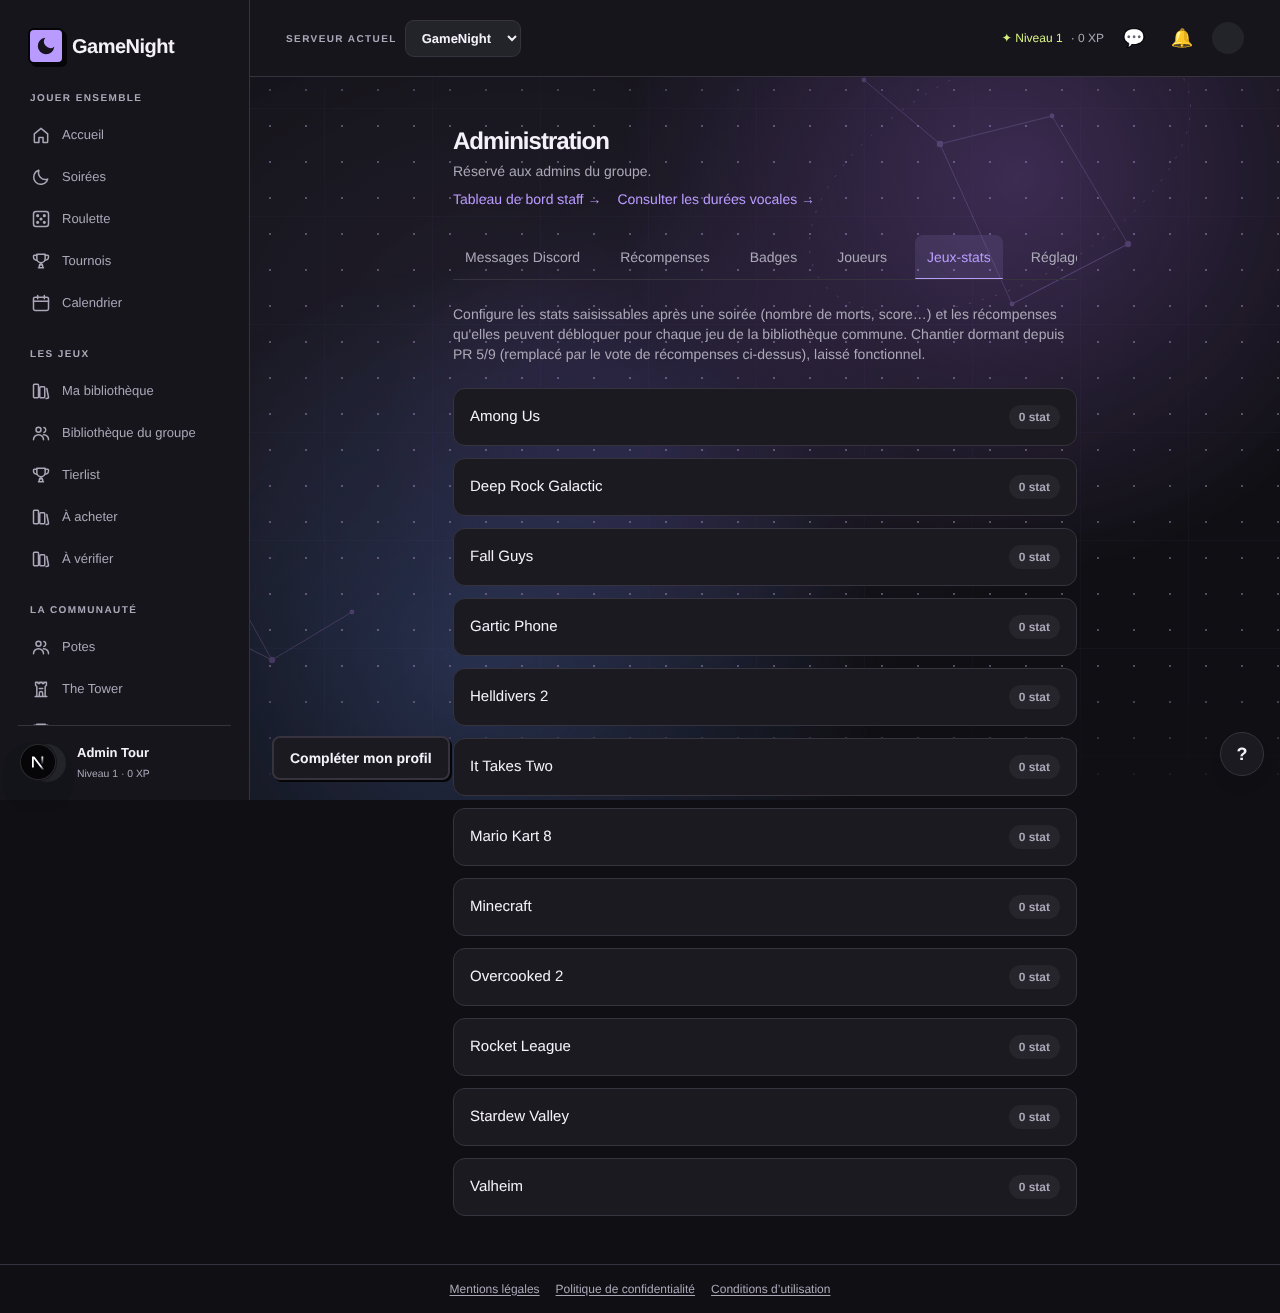 GameNight
SERVEUR ACTUEL
GameNight
✦ Niveau 1 · 0 XP
JOUER ENSEMBLE
Accueil
Soirées
Roulette
Tournois
Calendrier
LES JEUX
Ma bibliothèque
Bibliothèque du groupe
Tierlist
À acheter
À vérifier
LA COMMUNAUTÉ
Potes
The Tower
Admin Tour
Niveau 1 · 0 XP
Administration
Réservé aux admins du groupe.
Tableau de bord staff → Consulter les durées vocales →
Messages Discord Récompenses Badges Joueurs Jeux-stats Réglag
Configure les stats saisissables après une soirée (nombre de morts, score…) et les récompenses
qu'elles peuvent débloquer pour chaque jeu de la bibliothèque commune. Chantier dormant depuis
PR 5/9 (remplacé par le vote de récompenses ci-dessus), laissé fonctionnel.
Among Us 0 stat
Deep Rock Galactic 0 stat
Fall Guys 0 stat
Gartic Phone 0 stat
Helldivers 2 0 stat
It Takes Two 0 stat
Mario Kart 8 0 stat
Minecraft 0 stat
Overcooked 2 0 stat
Rocket League 0 stat
Stardew Valley 0 stat
Valheim 0 stat
Compléter mon profil
?
Mentions légales Politique de confidentialité Conditions d'utilisation